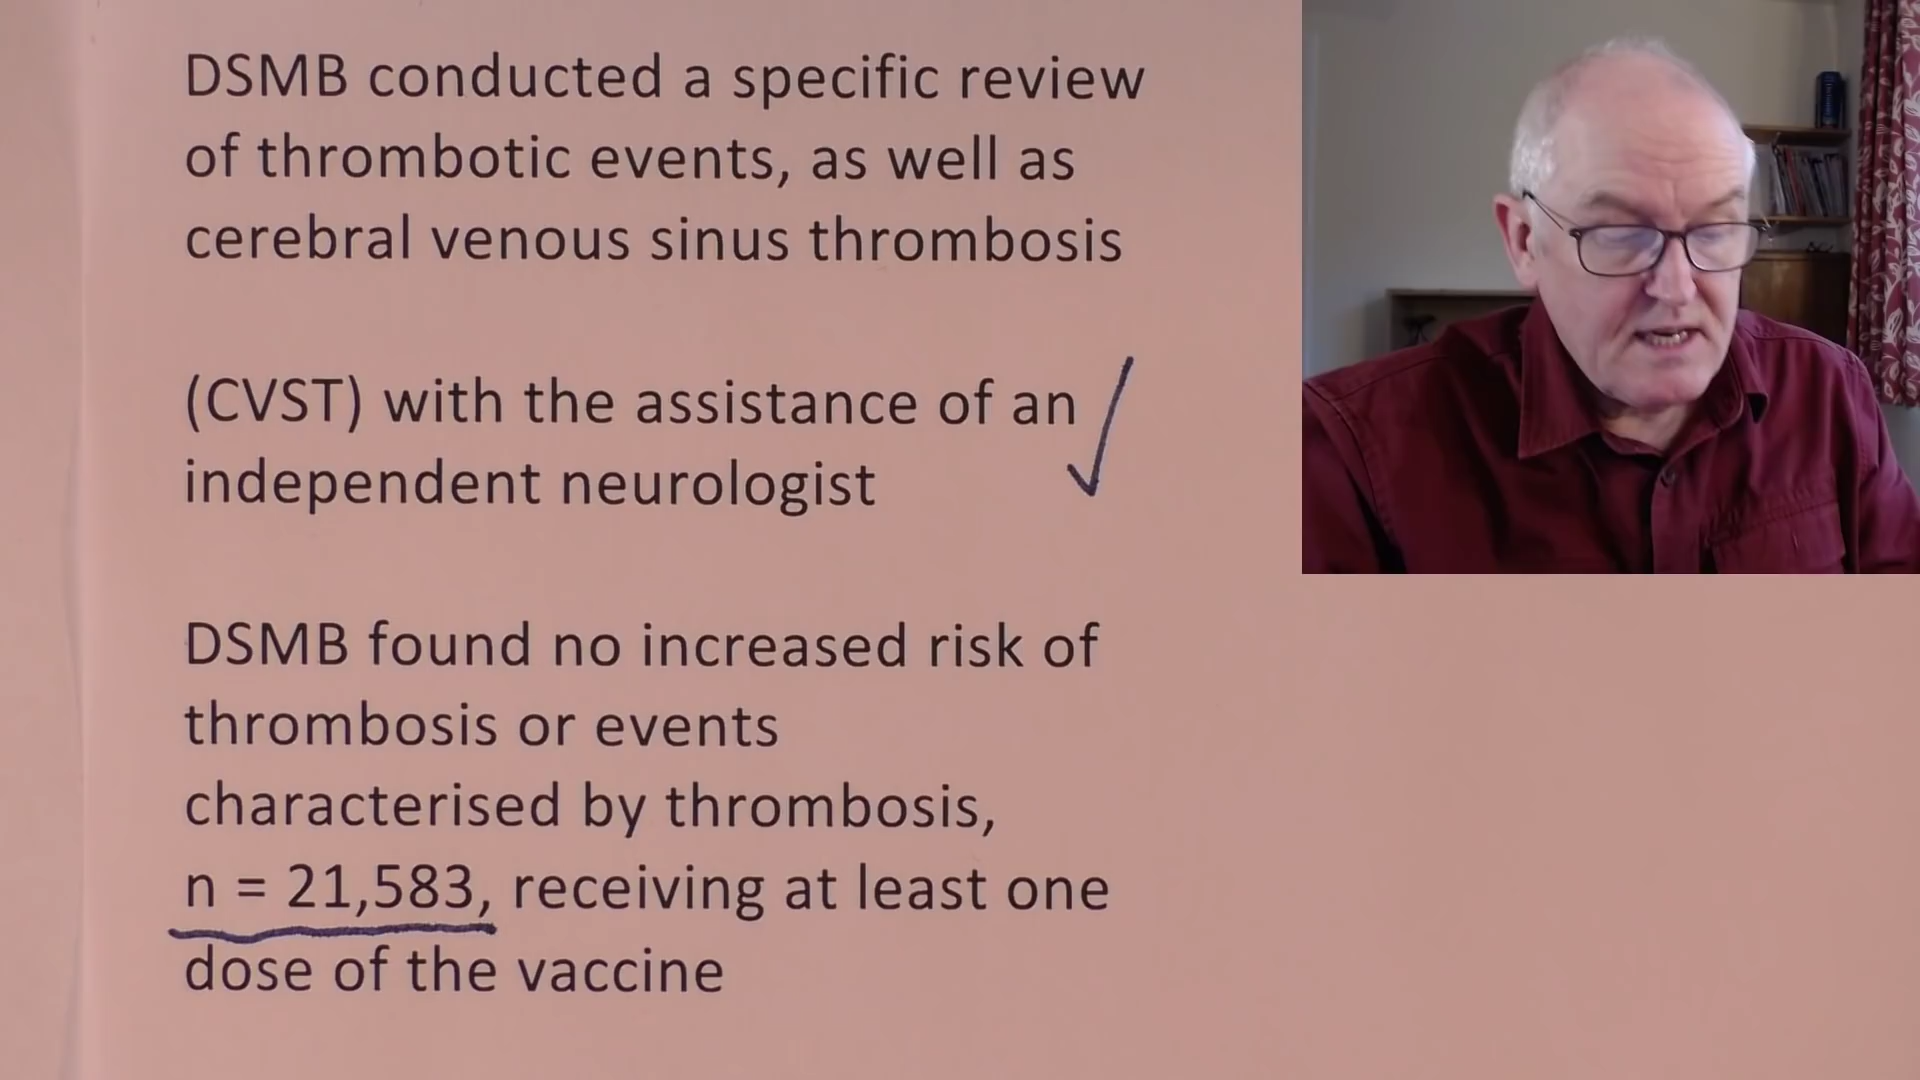 DSMB conducted a specific review
of thrombotic events, as well as
cerebral venous sinus thrombosis
(CVST) with the assistance of an
independent neurologist
DSMB found no increased risk of
thrombosis or events
characterised by thrombosis,
n = 21,583, receiving at least one
dose of the vaccine